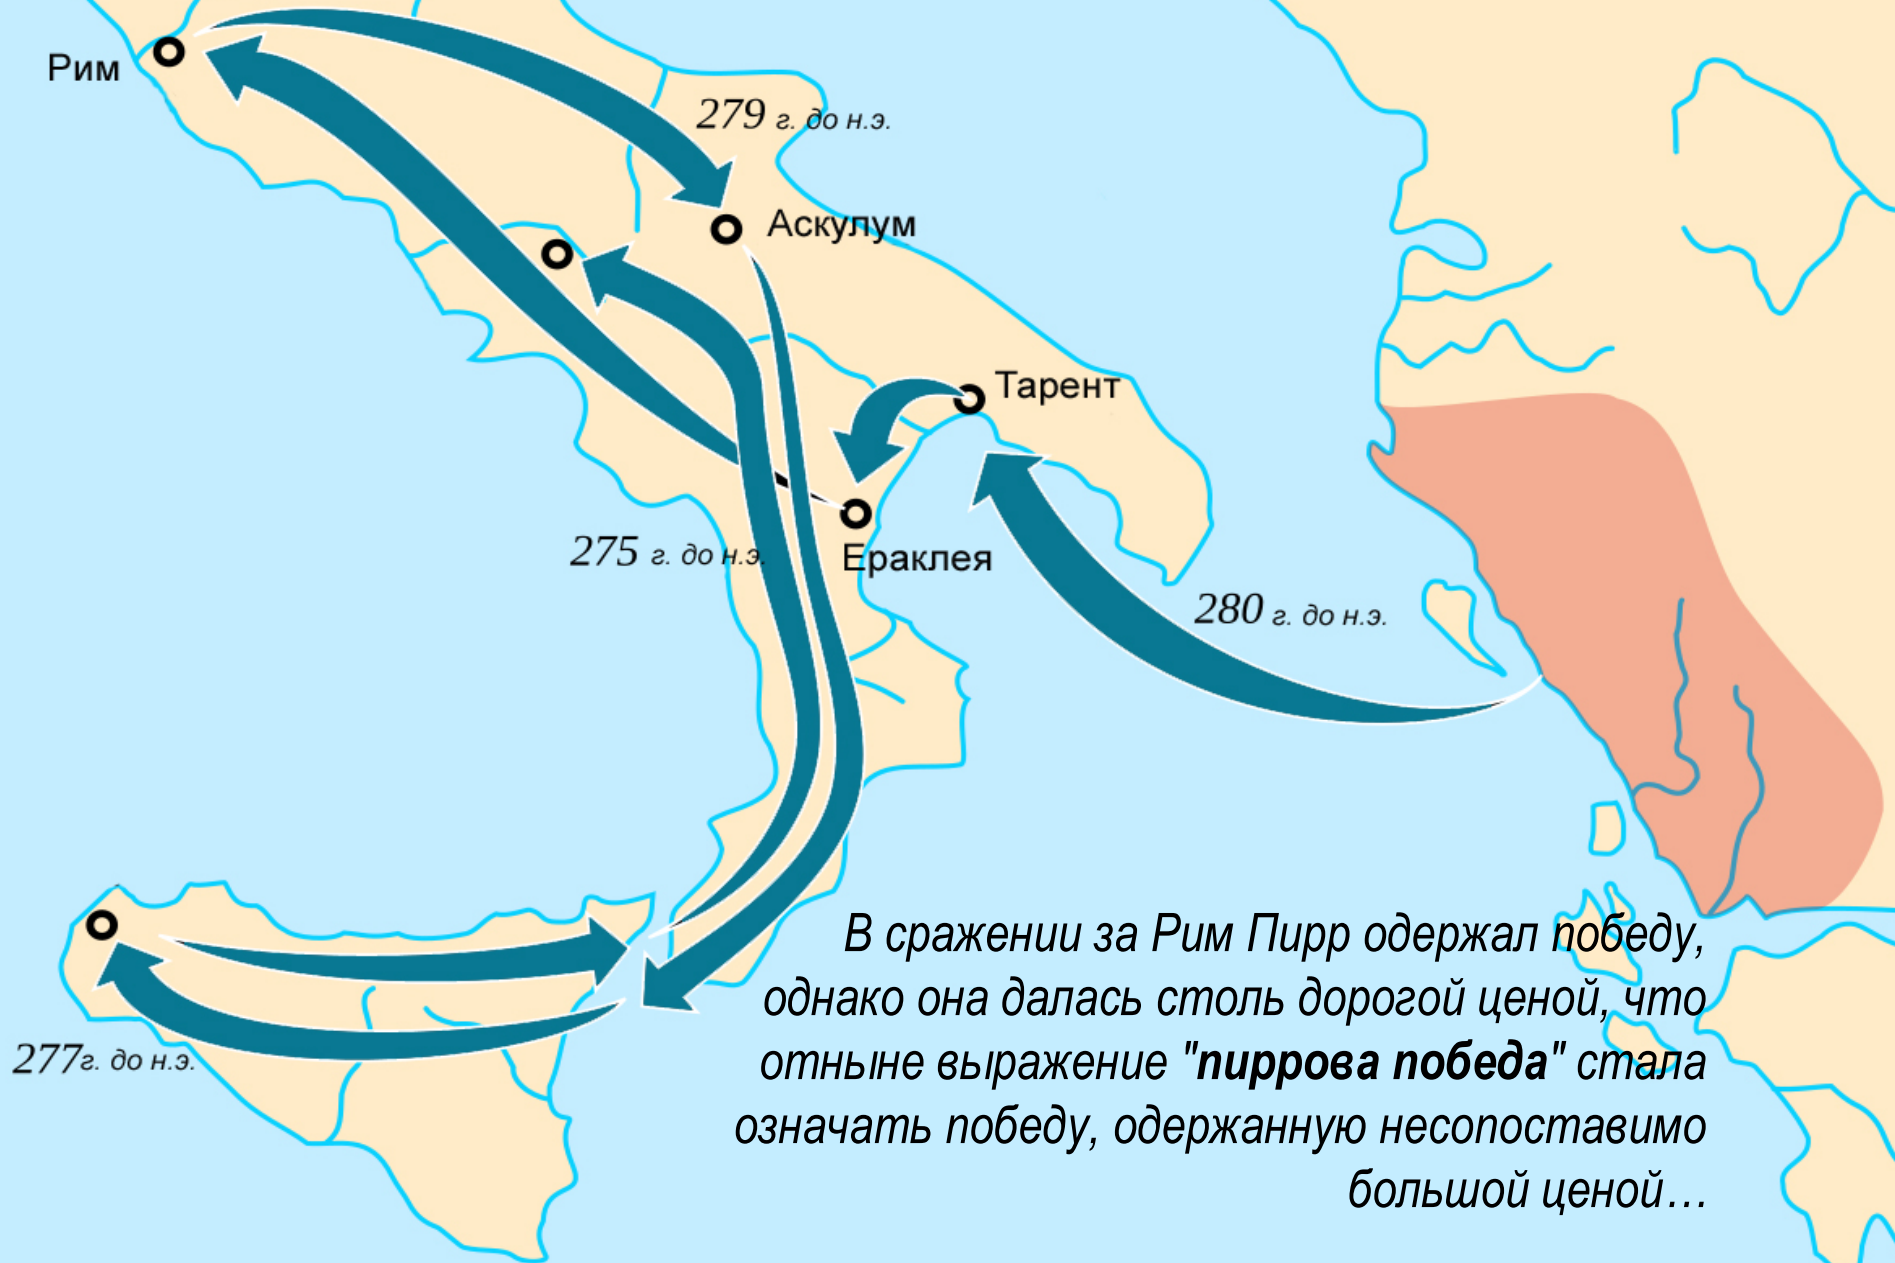 Рим
279 г. до н.э.
Аскулум
Тарент
275 г. до н.э.
Ераклея
280 г. до н.э.
В сражении за Рим Пирр одержал победу,
однако она далась столь дорогой ценой, что
отныне выражение "пиррова победа" стала
означать победу, одержанную несопоставимо
большой ценой...
277г. до н.э.